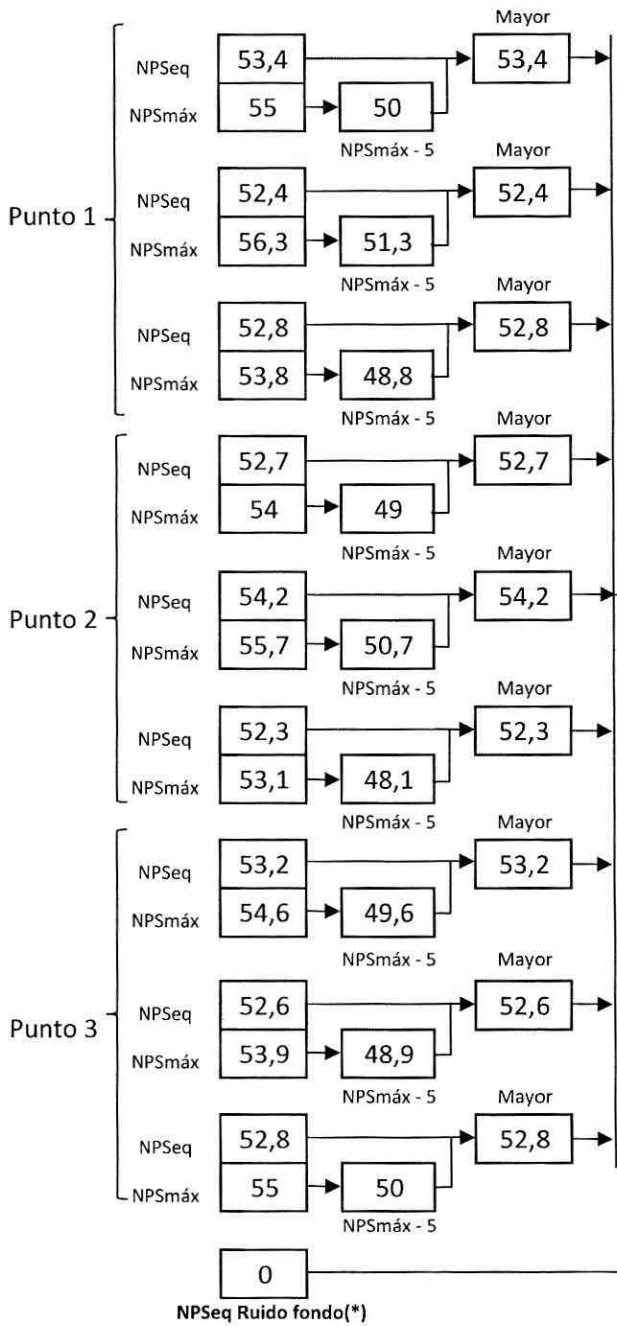 Mayor
NPSeq 53,4 53,4
NPSmáx 55 50
NPSmáx - 5
Mayor
NPSeq 52,4 52,4
Punto 1
NPSmáx 56,3 51,3
NPSmáx - 5
Mayor
NPSeq 52,8 52,8
NPSmáx 53,8 48,8
NPSmáx - 5
Mayor
NPSeq 52,7 52,7
NPSmáx 54 49
NPSmáx - 5
Mayor
NPSeq 54,2 54,2
Punto 2
NPSmáx 55,7 50,7
NPSmáx - 5
Mayor
NPSeq 52,3 52,3
NPSmáx 53,1 48,1
NPSmáx - 5
Mayor
NPSeq 53,2 53,2
NPSmáx 54,6 49,6
NPSmáx - 5
Mayor
NPSeq 52,6 52,6
Punto 3
NPSmáx 53,9 48,9
NPSmáx - 5
Mayor
NPSeq 52,8 52,8
NPSmáx 55 50
NPSmáx - 5
0
NPSeq Ruido fondo(*)